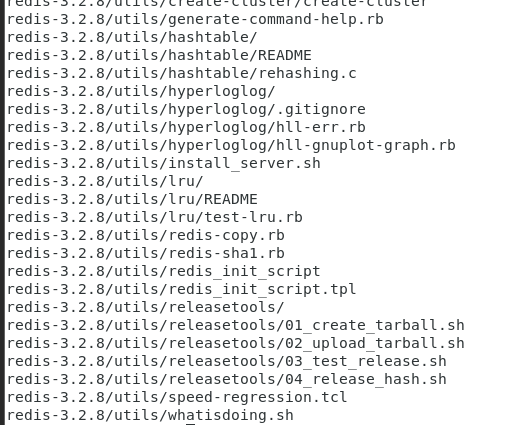 redis-3.2.8/utils/create-cluster/create-cluster
redis-3.2.8/utils/generate-command-help.rb
redis-3.2.8/utils/hashtable/
redis-3.2.8/utils/hashtable/README
redis-3.2.8/utils/hashtable/rehashing.c
redis-3.2.8/utils/hyperloglog/
redis-3.2.8/utils/hyperloglog/.gitignore
redis-3.2.8/utils/hyperloglog/hll-err.rb
redis-3.2.8/utils/hyperloglog/hll-gnuplot-graph.rb
redis-3.2.8/utils/install_server.sh
redis-3.2.8/utils/lru/
redis-3.2.8/utils/lru/README
redis-3.2.8/utils/lru/test-lru.rb
redis-3.2.8/utils/redis-copy.rb
redis-3.2.8/utils/redis-sha1.rb
redis-3.2.8/utils/redis_init_script
redis-3.2.8/utils/redis_init_script.tpl
redis-3.2.8/utils/releasetools/
redis-3.2.8/utils/releasetools/01_create_tarball.sh
redis-3.2.8/utils/releasetools/02_upload_tarball.sh
redis-3.2.8/utils/releasetools/03_test_release.sh
redis-3.2.8/utils/releasetools/04_release_hash.sh
redis-3.2.8/utils/speed-regression.tcl
redis-3.2.8/utils/whatisdoing.sh